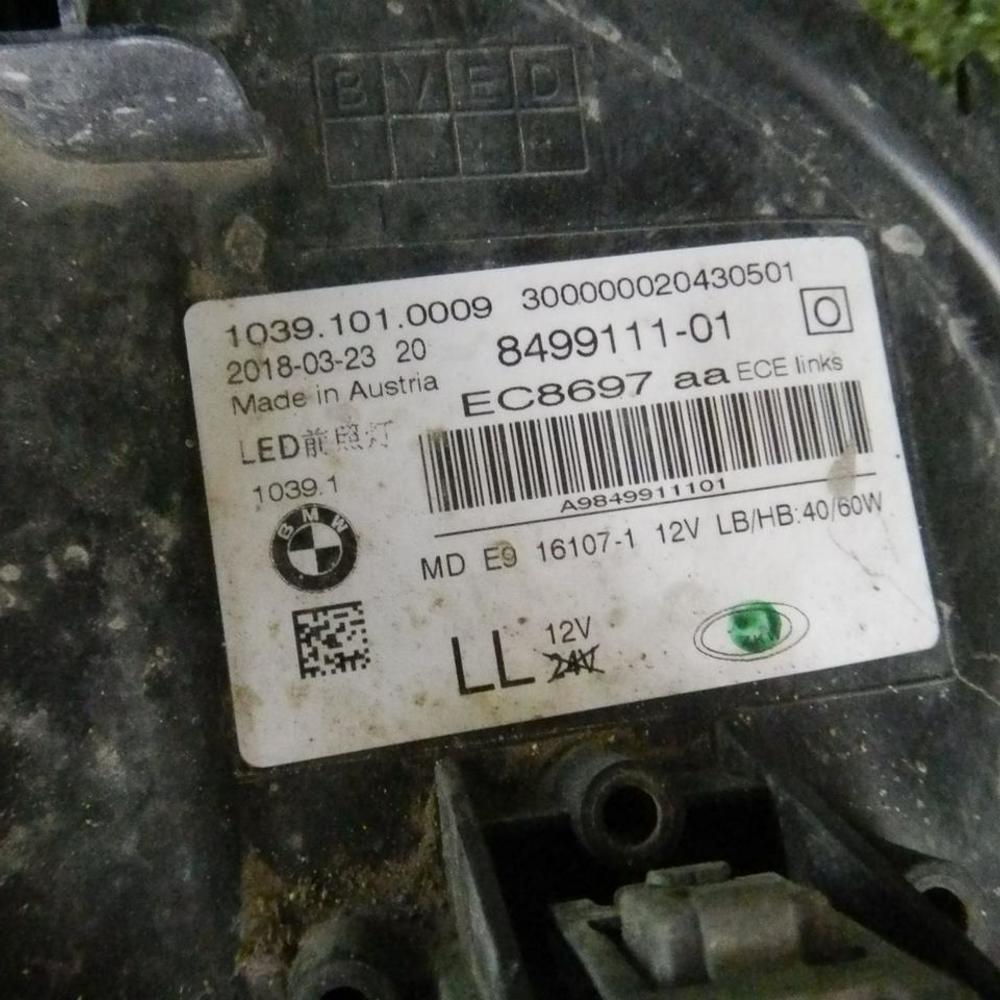 B Y E D
1039.101.0009 300000020430501
2018-03-23 20 8499111-01 O
Made in Austria EC8697 aa ECE links
LED前照灯
1039.1
A9849911101
BMW
MD E9 16107-1 12V LB/HB:40/60W
LL 12V
24V